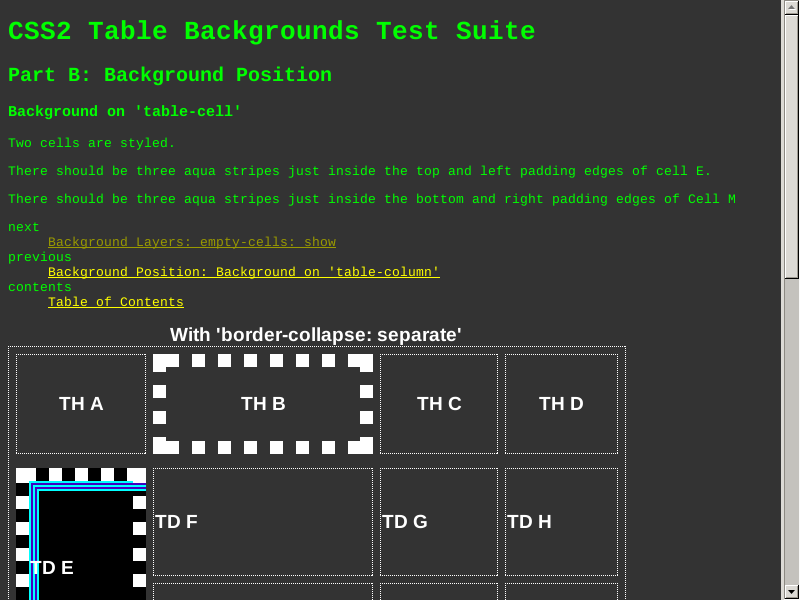 CSS2 Table Backgrounds Test Suite
Part B: Background Position
Background on 'table-cell'
Two cells are styled.
There should be three aqua stripes just inside the top and left padding edges of cell E.
There should be three aqua stripes just inside the bottom and right padding edges of Cell M
next
Background Layers: empty-cells: show
previous
Background Position: Background on 'table-column'
contents
Table of Contents
With 'border-collapse: separate'
TH A TH B TH C TH D
TD F TD G TD H
TD E